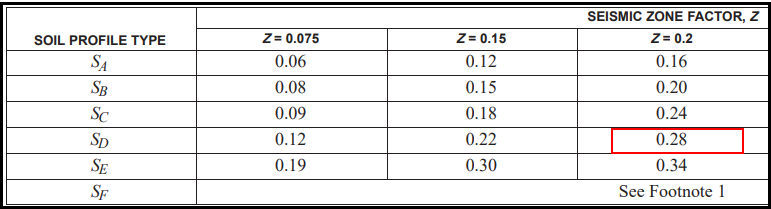 SEISMIC ZONE FACTOR, Z
SOIL PROFILE TYPE Z = 0.075 Z = 0.15 Z = 0.2
SA 0.06 0.12 0.16
SB 0.08 0.15 0.20
SC 0.09 0.18 0.24
SD 0.12 0.22 0.28
SE 0.19 0.30 0.34
SF See Footnote 1